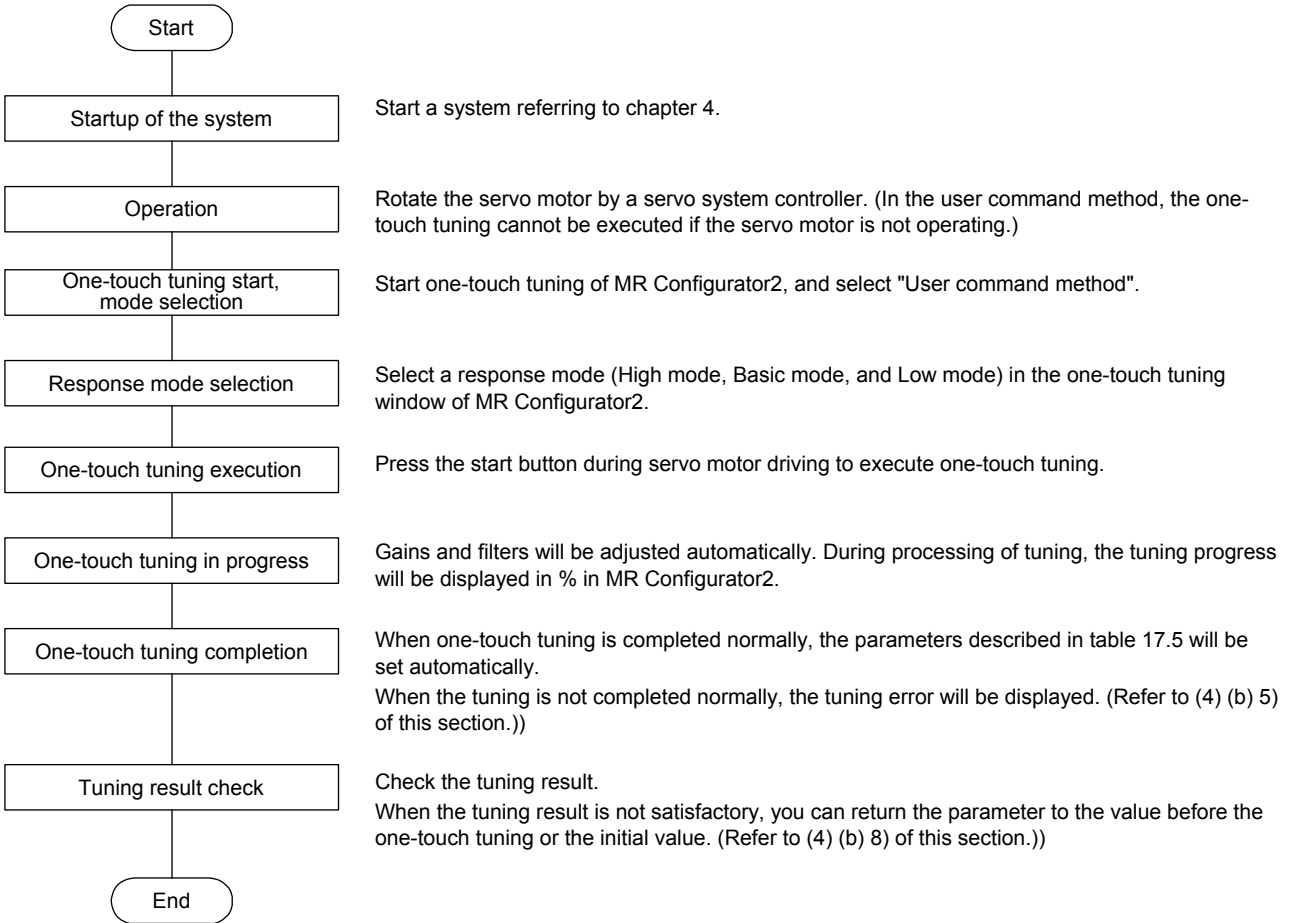 Start
Startup of the system
Start a system referring to chapter 4.
Operation
Rotate the servo motor by a servo system controller. (In the user command method, the one-
touch tuning cannot be executed if the servo motor is not operating.)
One-touch tuning start,
mode selection
Start one-touch tuning of MR Configurator2, and select "User command method".
Response mode selection
Select a response mode (High mode, Basic mode, and Low mode) in the one-touch tuning
window of MR Configurator2.
One-touch tuning execution
Press the start button during servo motor driving to execute one-touch tuning.
One-touch tuning in progress
Gains and filters will be adjusted automatically. During processing of tuning, the tuning progress
will be displayed in % in MR Configurator2.
One-touch tuning completion
When one-touch tuning is completed normally, the parameters described in table 17.5 will be
set automatically.
When the tuning is not completed normally, the tuning error will be displayed. (Refer to (4) (b) 5)
of this section.))
Tuning result check
Check the tuning result.
When the tuning result is not satisfactory, you can return the parameter to the value before the
one-touch tuning or the initial value. (Refer to (4) (b) 8) of this section.))
End